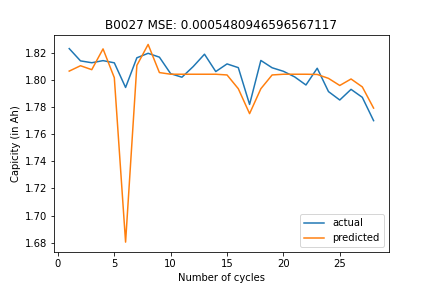 B0027 MSE: 0.0005480946596567117
Capicity (in Ah)
1.82
1.80
1.78
1.76
1.74
1.72
1.70
1.68
0 5 10 15 20 25
Number of cycles
actual
predicted